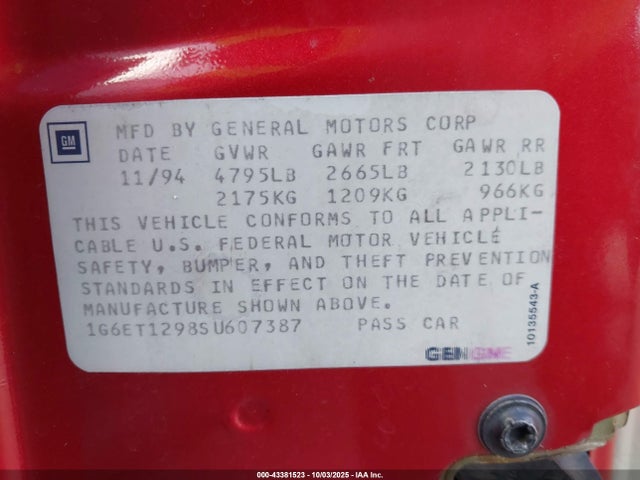 GM
MFD BY GENERAL MOTORS CORP
DATE GVWR GAWR FRT GAWR RR
11/94 4795LB 2665LB 2130LB
2175KG 1209KG 966KG
THIS VEHICLE CONFORMS TO ALL APPLI-
CABLE U.S. FEDERAL MOTOR VEHICLE
SAFETY, BUMPER, AND THEFT PREVENTION
STANDARDS IN EFFECT ON THE DATE OF
MANUFACTURE SHOWN ABOVE.
1G6ET1298SU607387 PASS CAR
GENGME
10135543-A
000-43381523 - 10/03/2025 - IAA Inc.